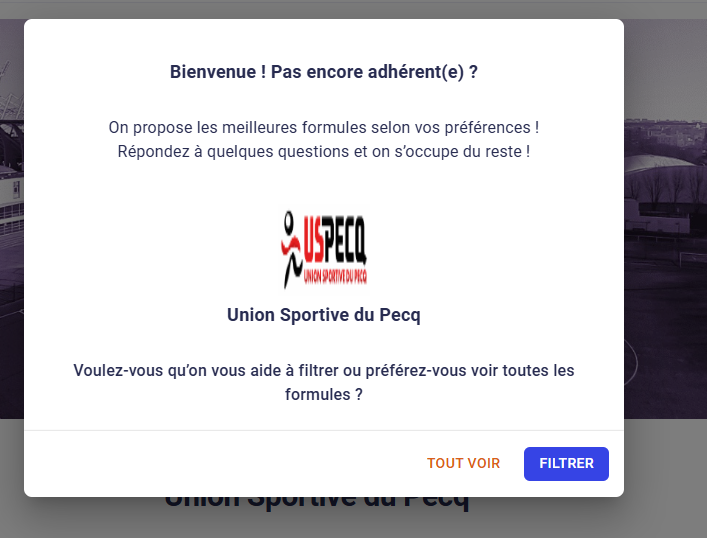 Bienvenue ! Pas encore adhérent(e) ?
On propose les meilleures formules selon vos préférences !
Répondez à quelques questions et on s’occupe du reste !
USPECQ
UNION SPORTIVE DU PECQ
Union Sportive du Pecq
Voulez-vous qu’on vous aide à filtrer ou préférez-vous voir toutes les
formules ?
TOUT VOIR
FILTRER
Union Sportive du Pecq